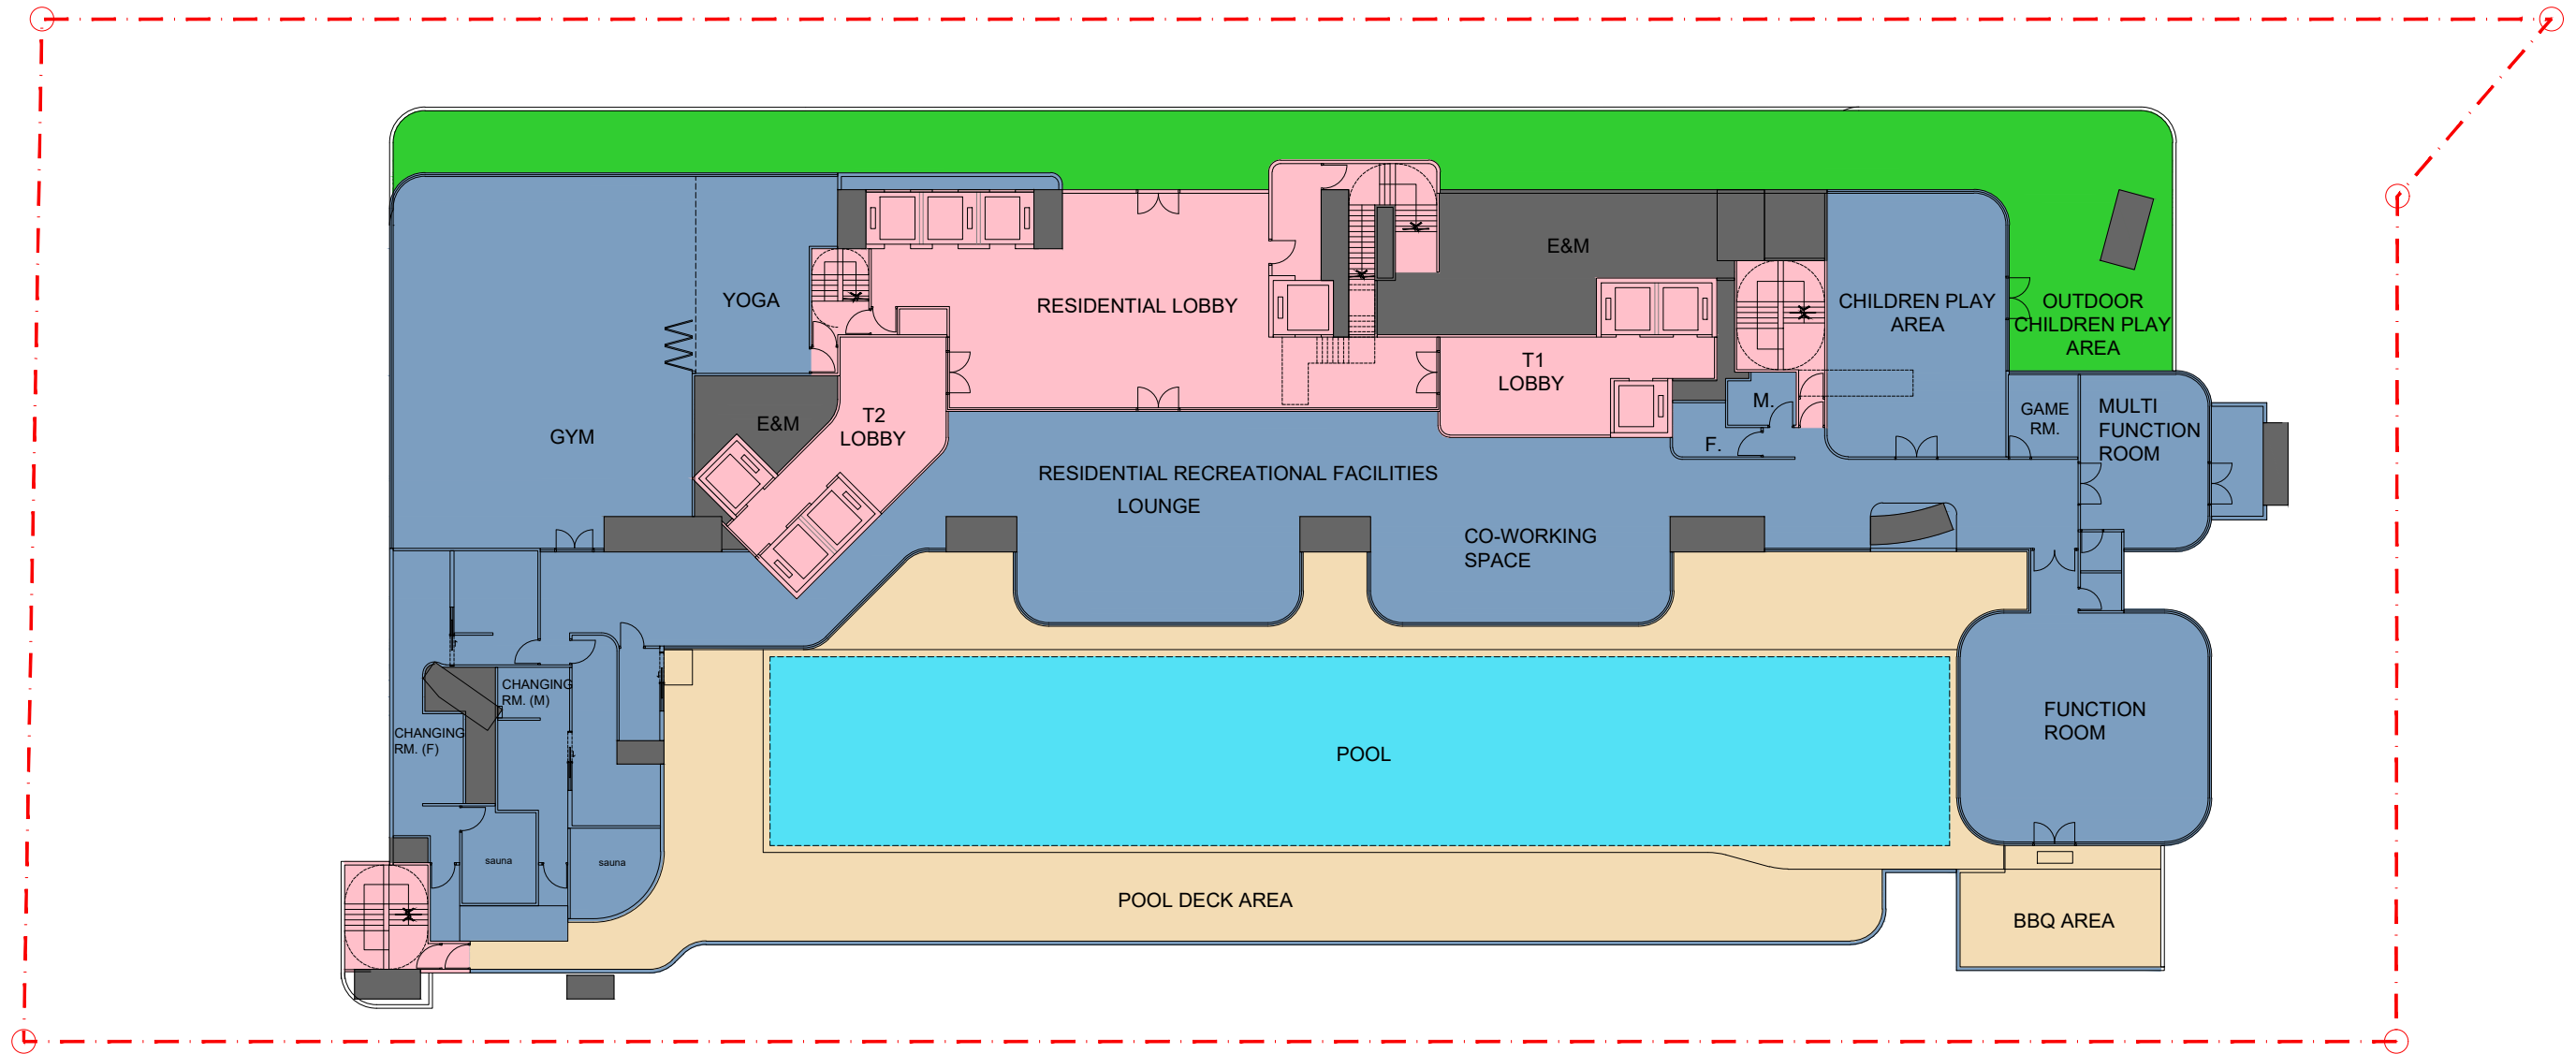 E&M
YOGA
RESIDENTIAL LOBBY
CHILDREN PLAY
AREA
OUTDOOR
CHILDREN PLAY
AREA
T1
LOBBY
M.
F.
GAME
RM.
MULTI
FUNCTION
ROOM
T2
LOBBY
E&M
GYM
RESIDENTIAL RECREATIONAL FACILITIES
LOUNGE
CO-WORKING
SPACE
CHANGING
RM. (M)
CHANGING
RM. (F)
FUNCTION
ROOM
POOL
sauna
sauna
POOL DECK AREA
BBQ AREA